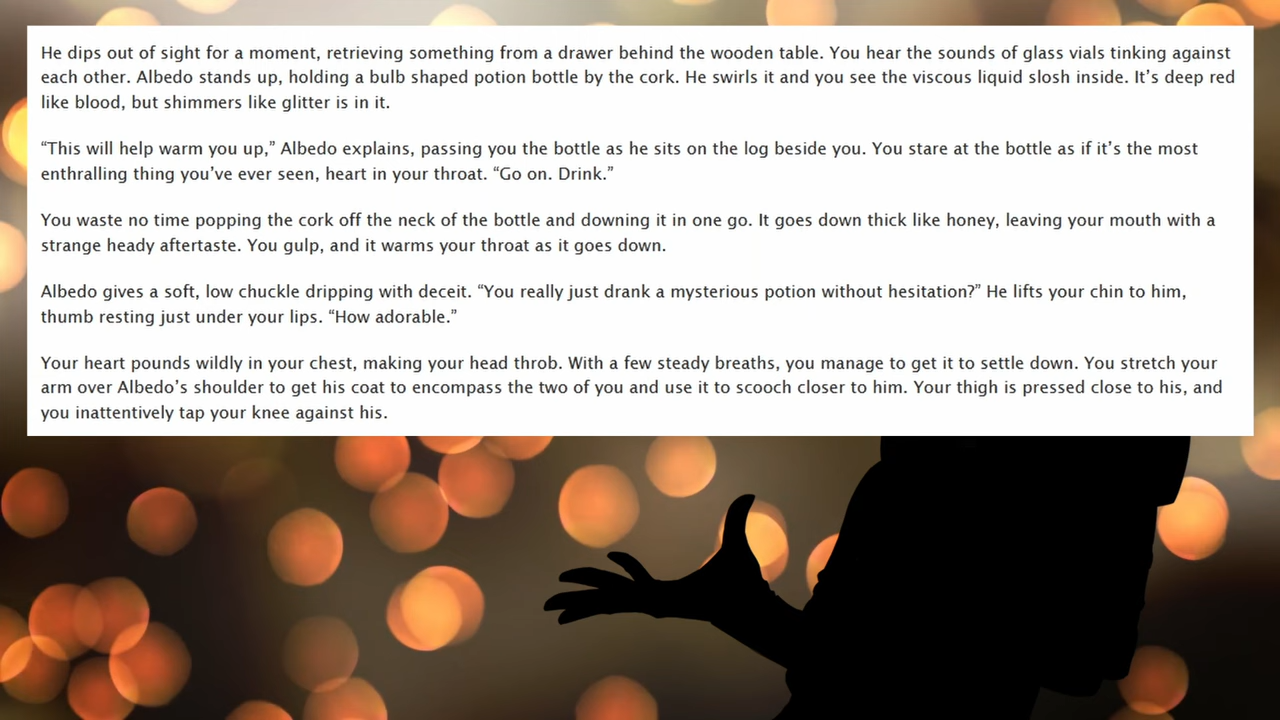 He dips out of sight for a moment, retrieving something from a drawer behind the wooden table. You hear the sounds of glass vials tinking against
each other. Albedo stands up, holding a bulb shaped potion bottle by the cork. He swirls it and you see the viscous liquid slosh inside. It’s deep red
like blood, but shimmers like glitter is in it.
“This will help warm you up,” Albedo explains, passing you the bottle as he sits on the log beside you. You stare at the bottle as if it’s the most
enthralling thing you’ve ever seen, heart in your throat. “Go on. Drink.”
You waste no time popping the cork off the neck of the bottle and downing it in one go. It goes down thick like honey, leaving your mouth with a
strange heady aftertaste. You gulp, and it warms your throat as it goes down.
Albedo gives a soft, low chuckle dripping with deceit. “You really just drank a mysterious potion without hesitation?” He lifts your chin to him,
thumb resting just under your lips. “How adorable.”
Your heart pounds wildly in your chest, making your head throb. With a few steady breaths, you manage to get it to settle down. You stretch your
arm over Albedo’s shoulder to get his coat to encompass the two of you and use it to scooch closer to him. Your thigh is pressed close to his, and
you inattentively tap your knee against his.